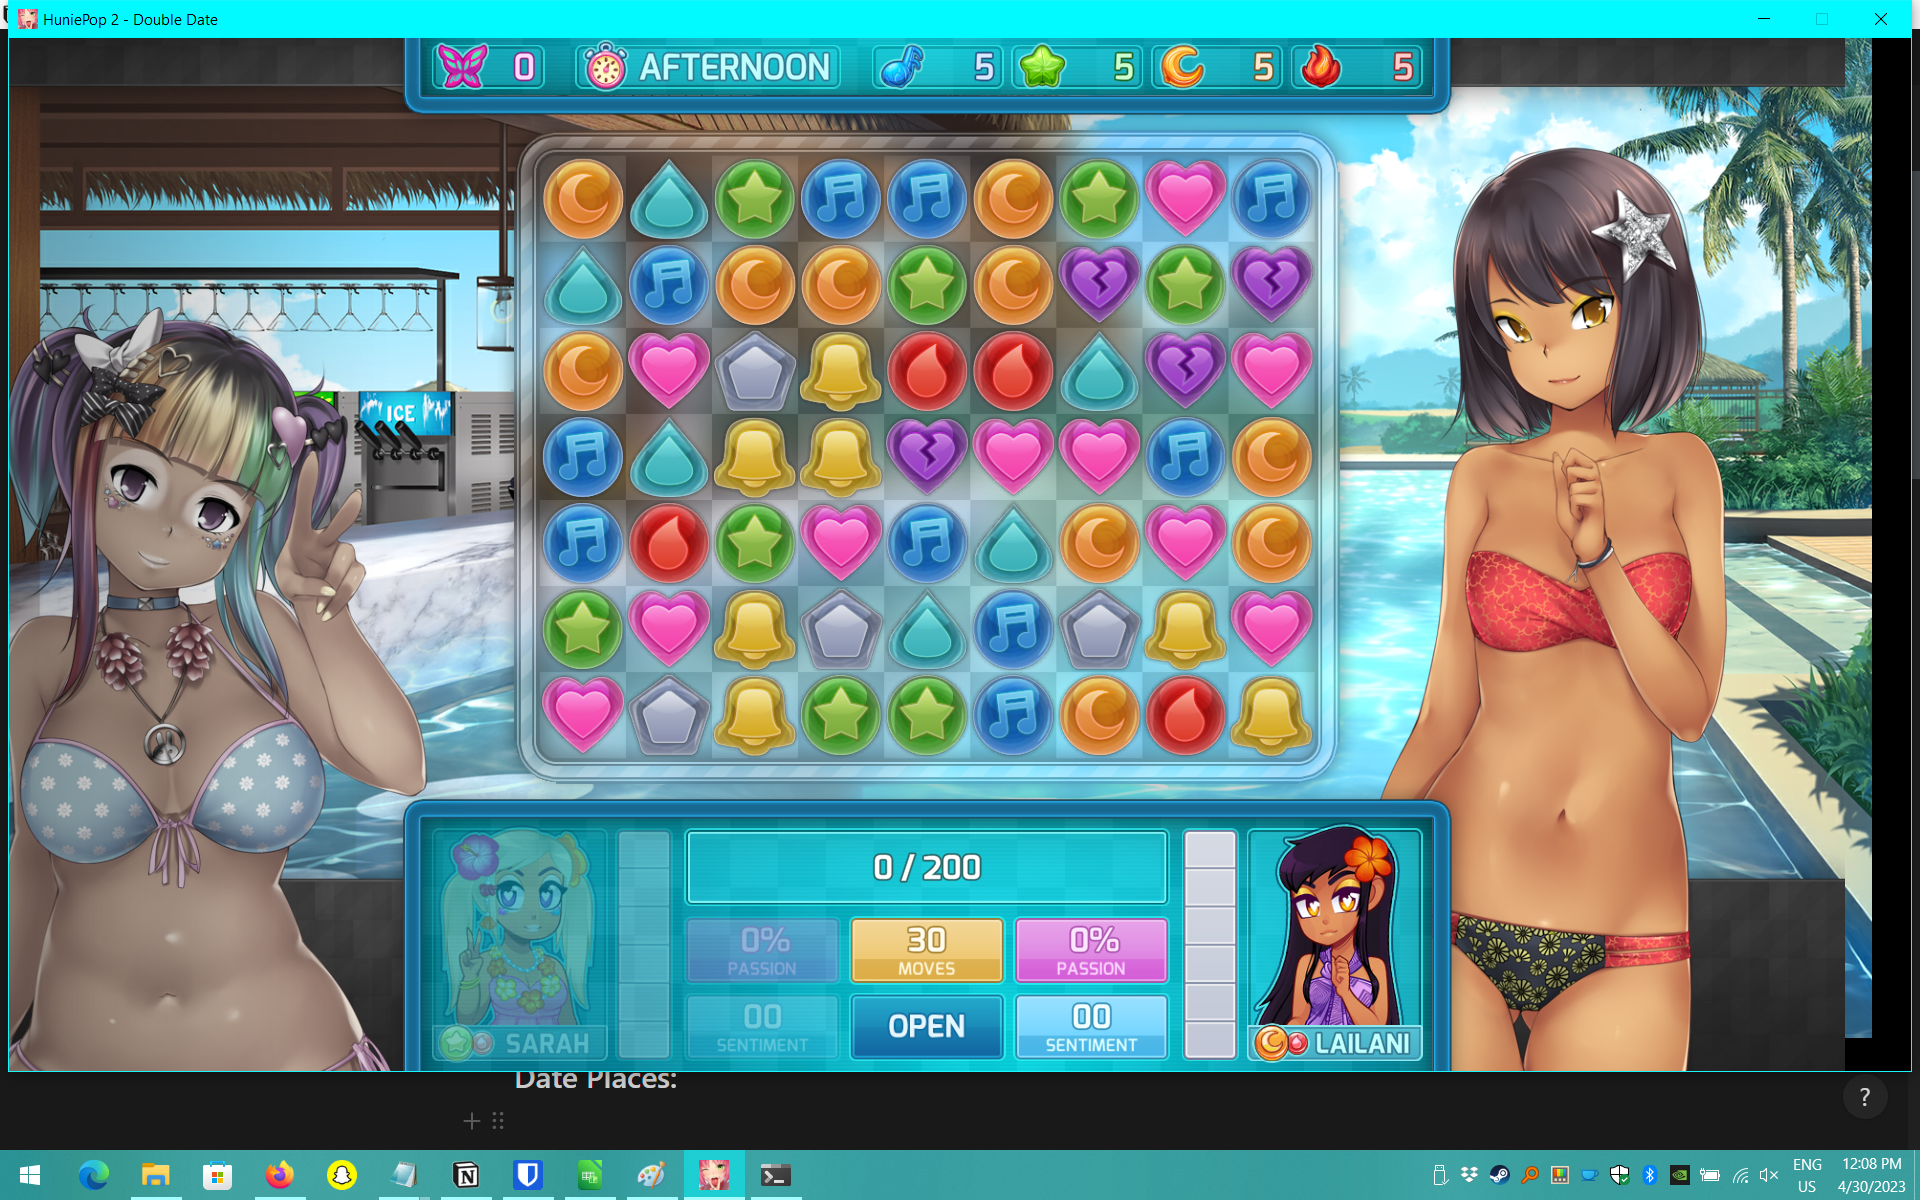 HuniePop 2 - Double Date
0 AFTERNOON 5 5 5 5
ICE
0 / 200
0% PASSION
30 MOVES
0% PASSION
00 SENTIMENT
OPEN
00 SENTIMENT
SARAH
LAILANI
Date Places:
?
ENG
US
12:08 PM
4/30/2023